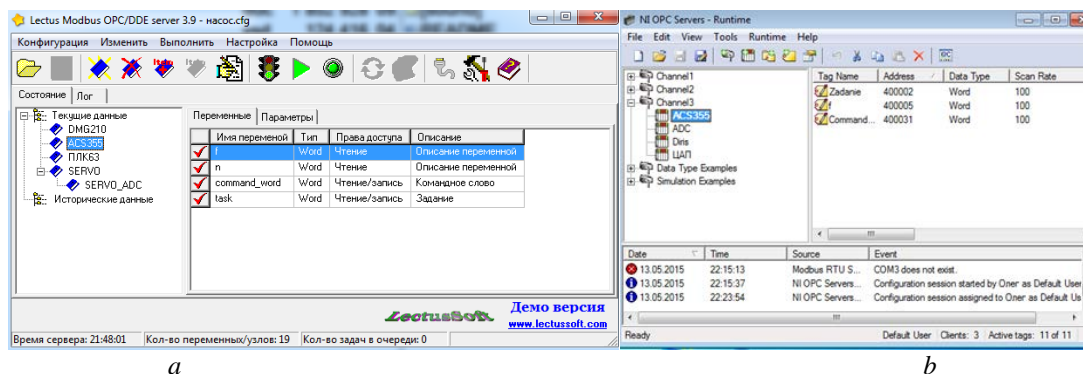 Lectus Modbus OPC/DDE server 3.9 - насос.cfg
Конфигурация Изменить Выполнить Настройка Помощь
Состояние Лог
Текущие данные
DMG210
ACS355
ПЛК63
SERVO
SERVO_ADC
Исторические данные
Переменные Параметры
Имя переменой Тип Права доступа Описание
f Word Чтение Описание переменной
n Word Чтение Описание переменной
command_word Word Чтение/запись Командное слово
task Word Чтение/запись Задание
LectusSoft
Демо версия
www.lectussoft.com
Время сервера: 21:48:01 Кол-во переменных/узлов: 19 Кол-во задач в очереди: 0
a
NI OPC Servers - Runtime
File Edit View Tools Runtime Help
Channel1
Channel2
Channel3
ACS355
ADC
Diris
ЦАП
Data Type Examples
Simulation Examples
Tag Name Address Data Type Scan Rate
Zadanie 400002 Word 100
f 400005 Word 100
Command... 400031 Word 100
Date Time Source Event
13.05.2015 22:15:13 Modbus RTU S... COM3 does not exist.
13.05.2015 22:15:37 NI OPC Servers... Configuration session started by Oner as Default User
13.05.2015 22:23:54 NI OPC Servers... Configuration session assigned to Oner as Default Us
Ready Default User Clients: 3 Active tags: 11 of 11
b